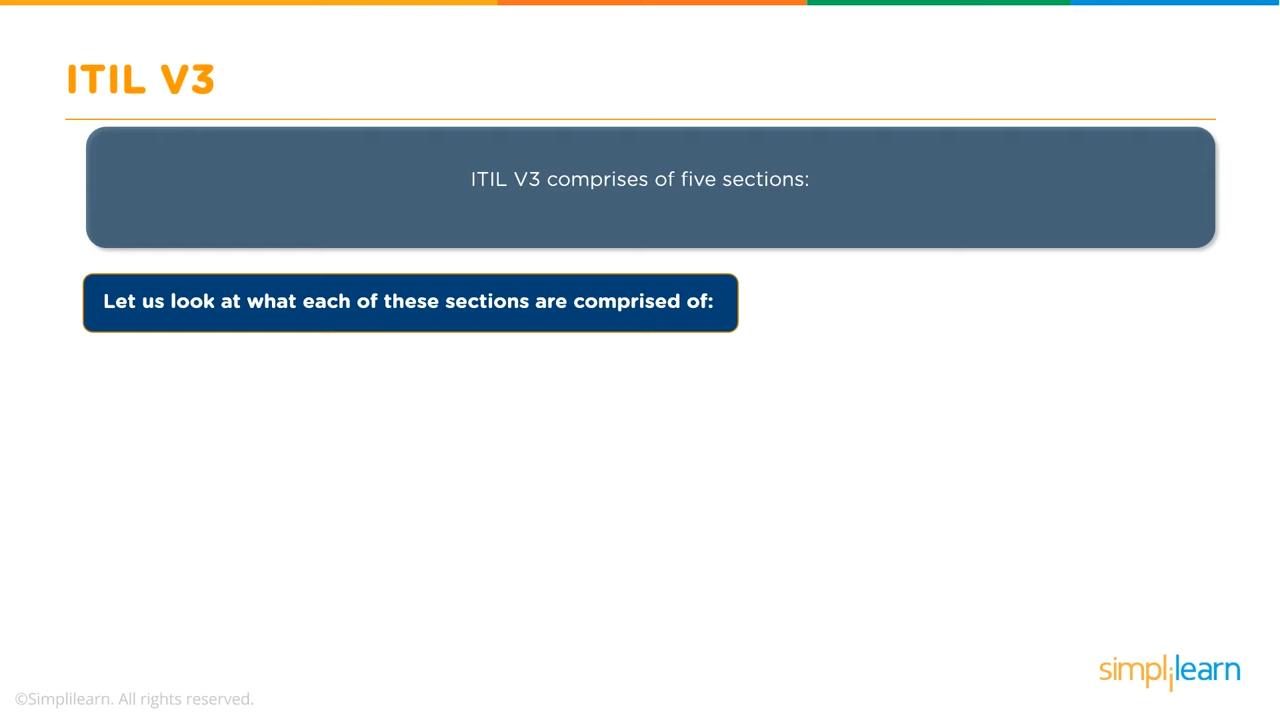 ITIL V3
ITIL V3 comprises of five sections:
Let us look at what each of these sections are comprised of:
simplilearn
©Simplilearn. All rights reserved.